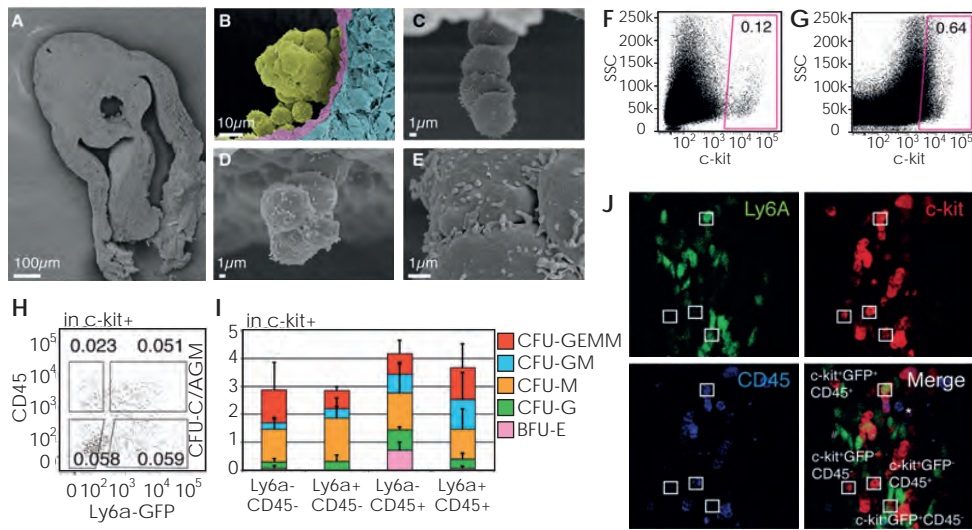 A
100µm
B
10µm
C
1µm
D
1µm
E
1µm
F
0.12
250k
200k
150k
100k
50k
0
SSC
10² 10³ 10⁴ 10⁵
c-kit
G
0.64
250k
200k
150k
100k
50k
0
SSC
10² 10³ 10⁴ 10⁵
c-kit
H
in c-kit+
0.023 0.051
10⁵
10⁴
10³
10²
0
CD45
0.058 0.059
0 10² 10³ 10⁴ 10⁵
Ly6a-GFP
I
in c-kit+
5
4
3
2
1
0
CFU-C/AGM
Ly6a- CD45-
Ly6a+ CD45-
Ly6a- CD45+
Ly6a+ CD45+
CFU-GEMM
CFU-GM
CFU-M
CFU-G
BFU-E
J
Ly6A
c-kit
CD45
Merge
c-kit⁺GFP⁺
CD45⁺
*
//
c-kit⁺GFP⁻
CD45⁻
c-kit⁺GFP⁻
CD45⁺
c-kit⁺GFP⁺CD45⁻